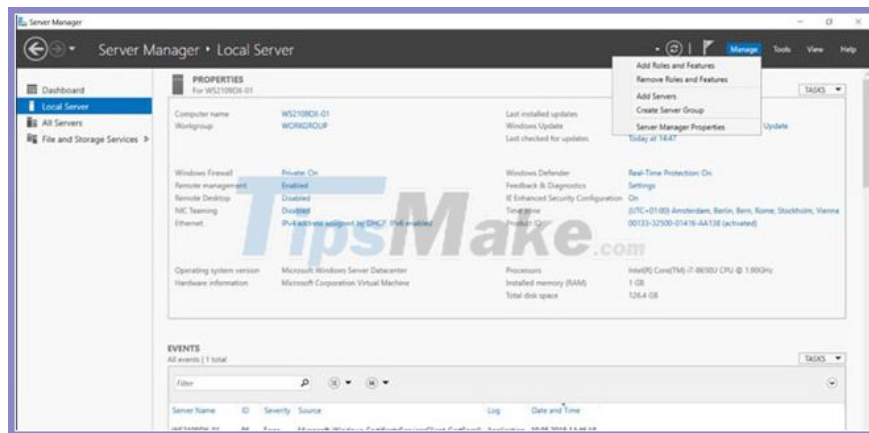 Server Manager
Server Manager • Local Server
Manage Tools View Help
Add Roles and Features
Remove Roles and Features
Add Servers
Create Server Group
Server Manager Properties
Dashboard
Local Server
All Servers
File and Storage Services
PROPERTIES
For WS2109DX-01
TASKS
Computer name WS2109DX-01
Workgroup WORKGROUP
Last installed updates
Windows Update Update
Last checked for updates Today at 14:47
Windows Firewall Private: On
Remote management Enabled
Remote Desktop Disabled
NIC Teaming Disabled
Ethernet IPv4 address assigned by DHCP, IPv6 enabled
Windows Defender Real-Time Protection: On
Feedback & Diagnostics Settings
IE Enhanced Security Configuration On
Time zone (UTC+01:00) Amsterdam, Berlin, Bern, Rome, Stockholm, Vienna
Product ID 00133-32500-01416-AA138 (activated)
TipsMake.com
Operating system version Microsoft Windows Server Datacenter
Hardware information Microsoft Corporation Virtual Machine
Processors Intel(R) Core(TM) i7-8650U CPU @ 1.90GHz
Installed memory (RAM) 1 GB
Total disk space 126.4 GB
EVENTS
All events | 1 total
TASKS
Filter
Server Name ID Severity Source Log Date and Time